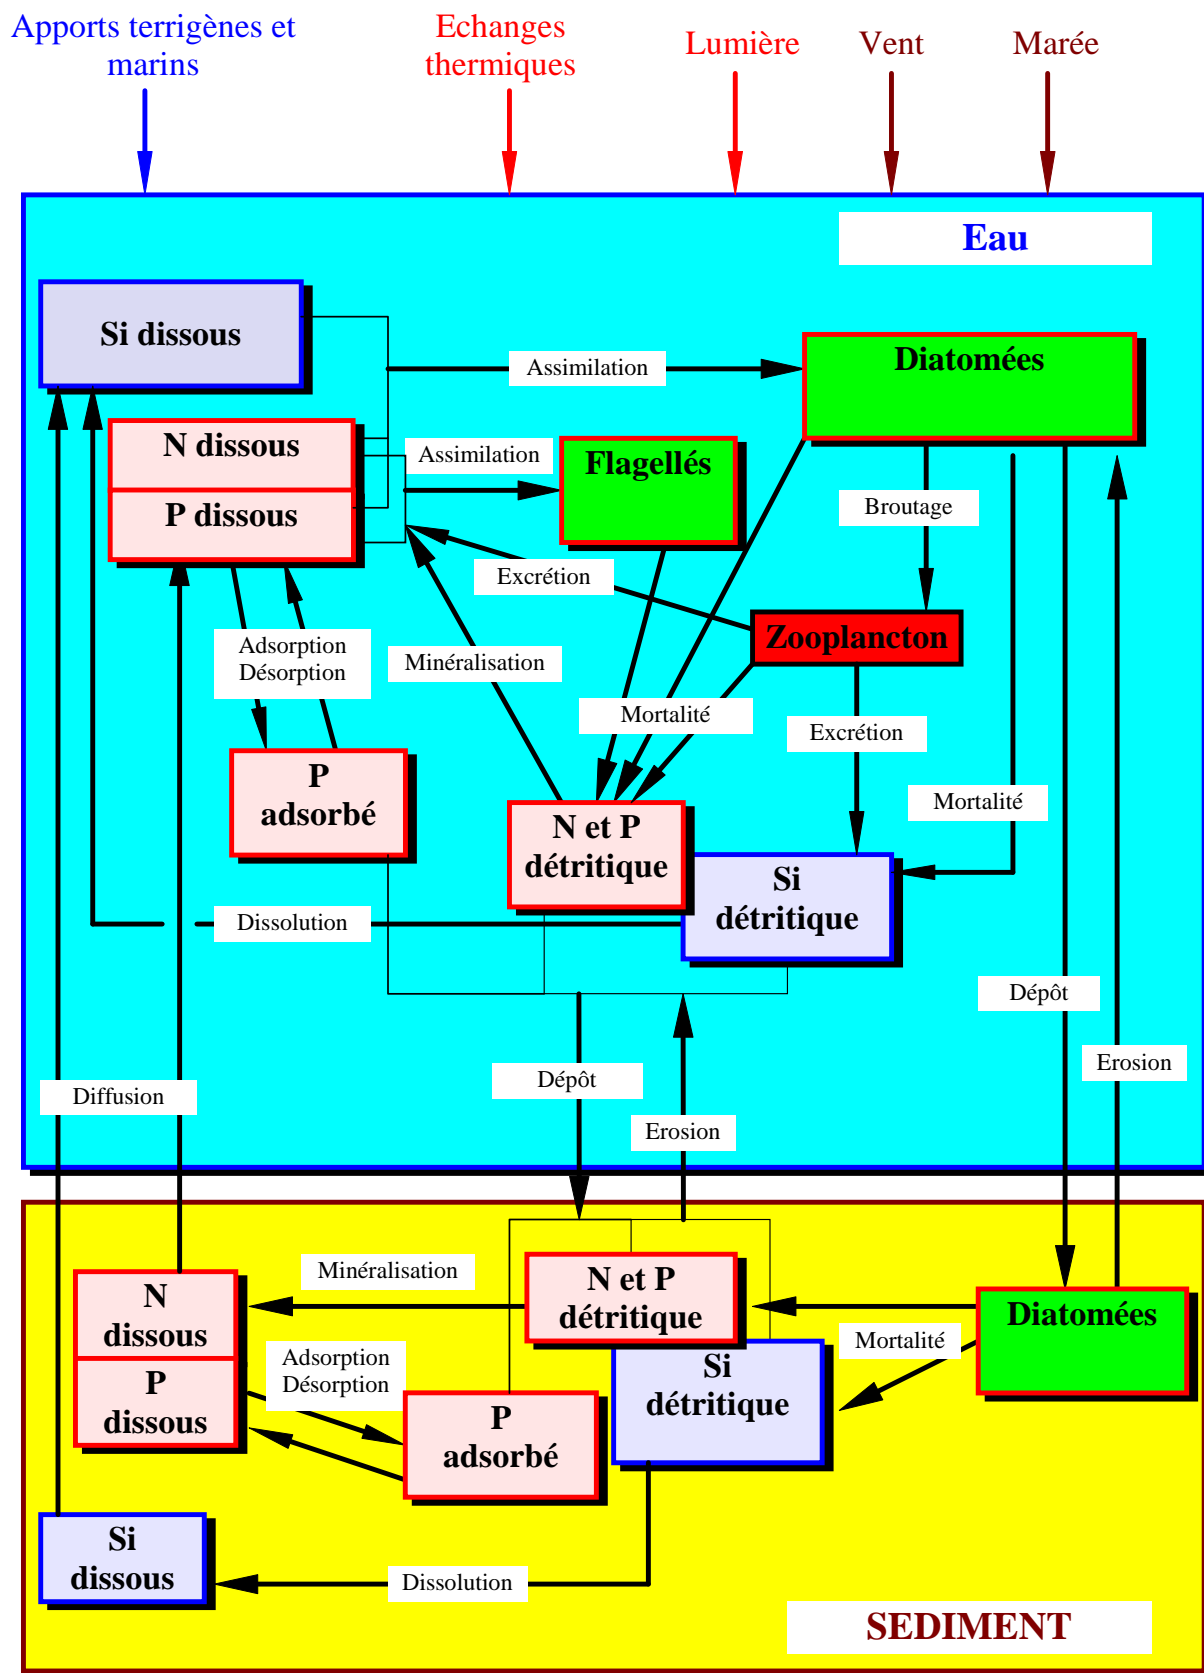 Apports terrigènes et
marins
Echanges
thermiques
Lumière
Vent
Marée
Eau
Si dissous
Assimilation
Diatomées
N dissous
P dissous
Assimilation
Flagellés
Broutage
Excrétion
Zooplancton
Adsorption
Désorption
Minéralisation
Mortalité
Excrétion
P
adsorbé
Mortalité
N et P
détritique
Si
détritique
Dissolution
Dépôt
Erosion
Diffusion
Dépôt
Erosion
Minéralisation
N
dissous
P
dissous
N et P
détritique
Diatomées
Mortalité
Adsorption
Désorption
Si
détritique
P
adsorbé
Si
dissous
Dissolution
SEDIMENT